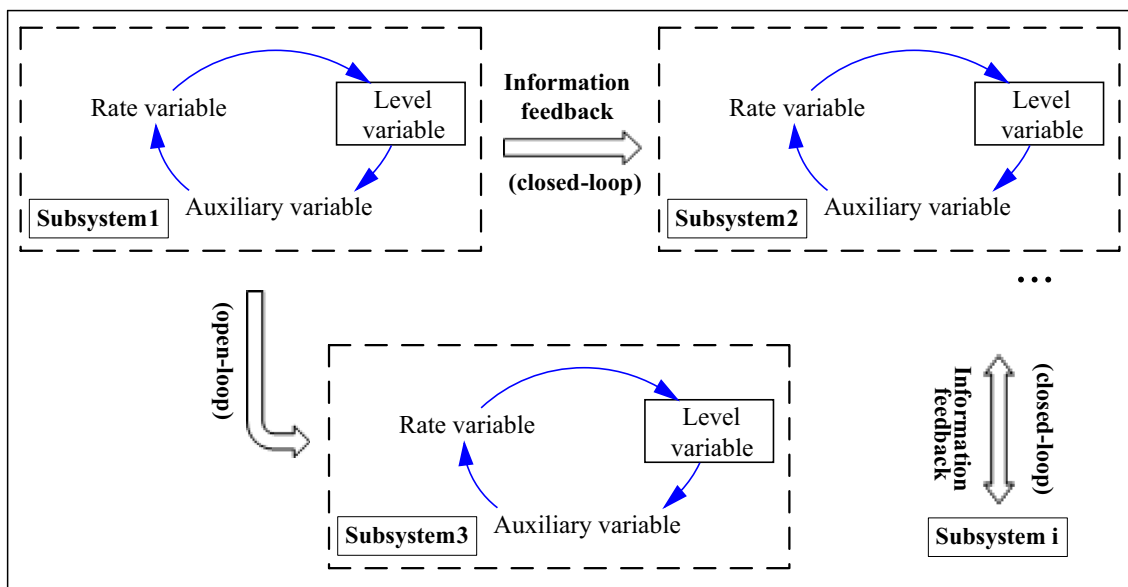 Rate variable
Level
variable
Auxiliary variable
Subsystem1
Information
feedback
(closed-loop)
Rate variable
Level
variable
Auxiliary variable
Subsystem2
...
(open-loop)
Rate variable
Level
variable
Auxiliary variable
Subsystem3
Information
feedback
(closed-loop)
Subsystem i